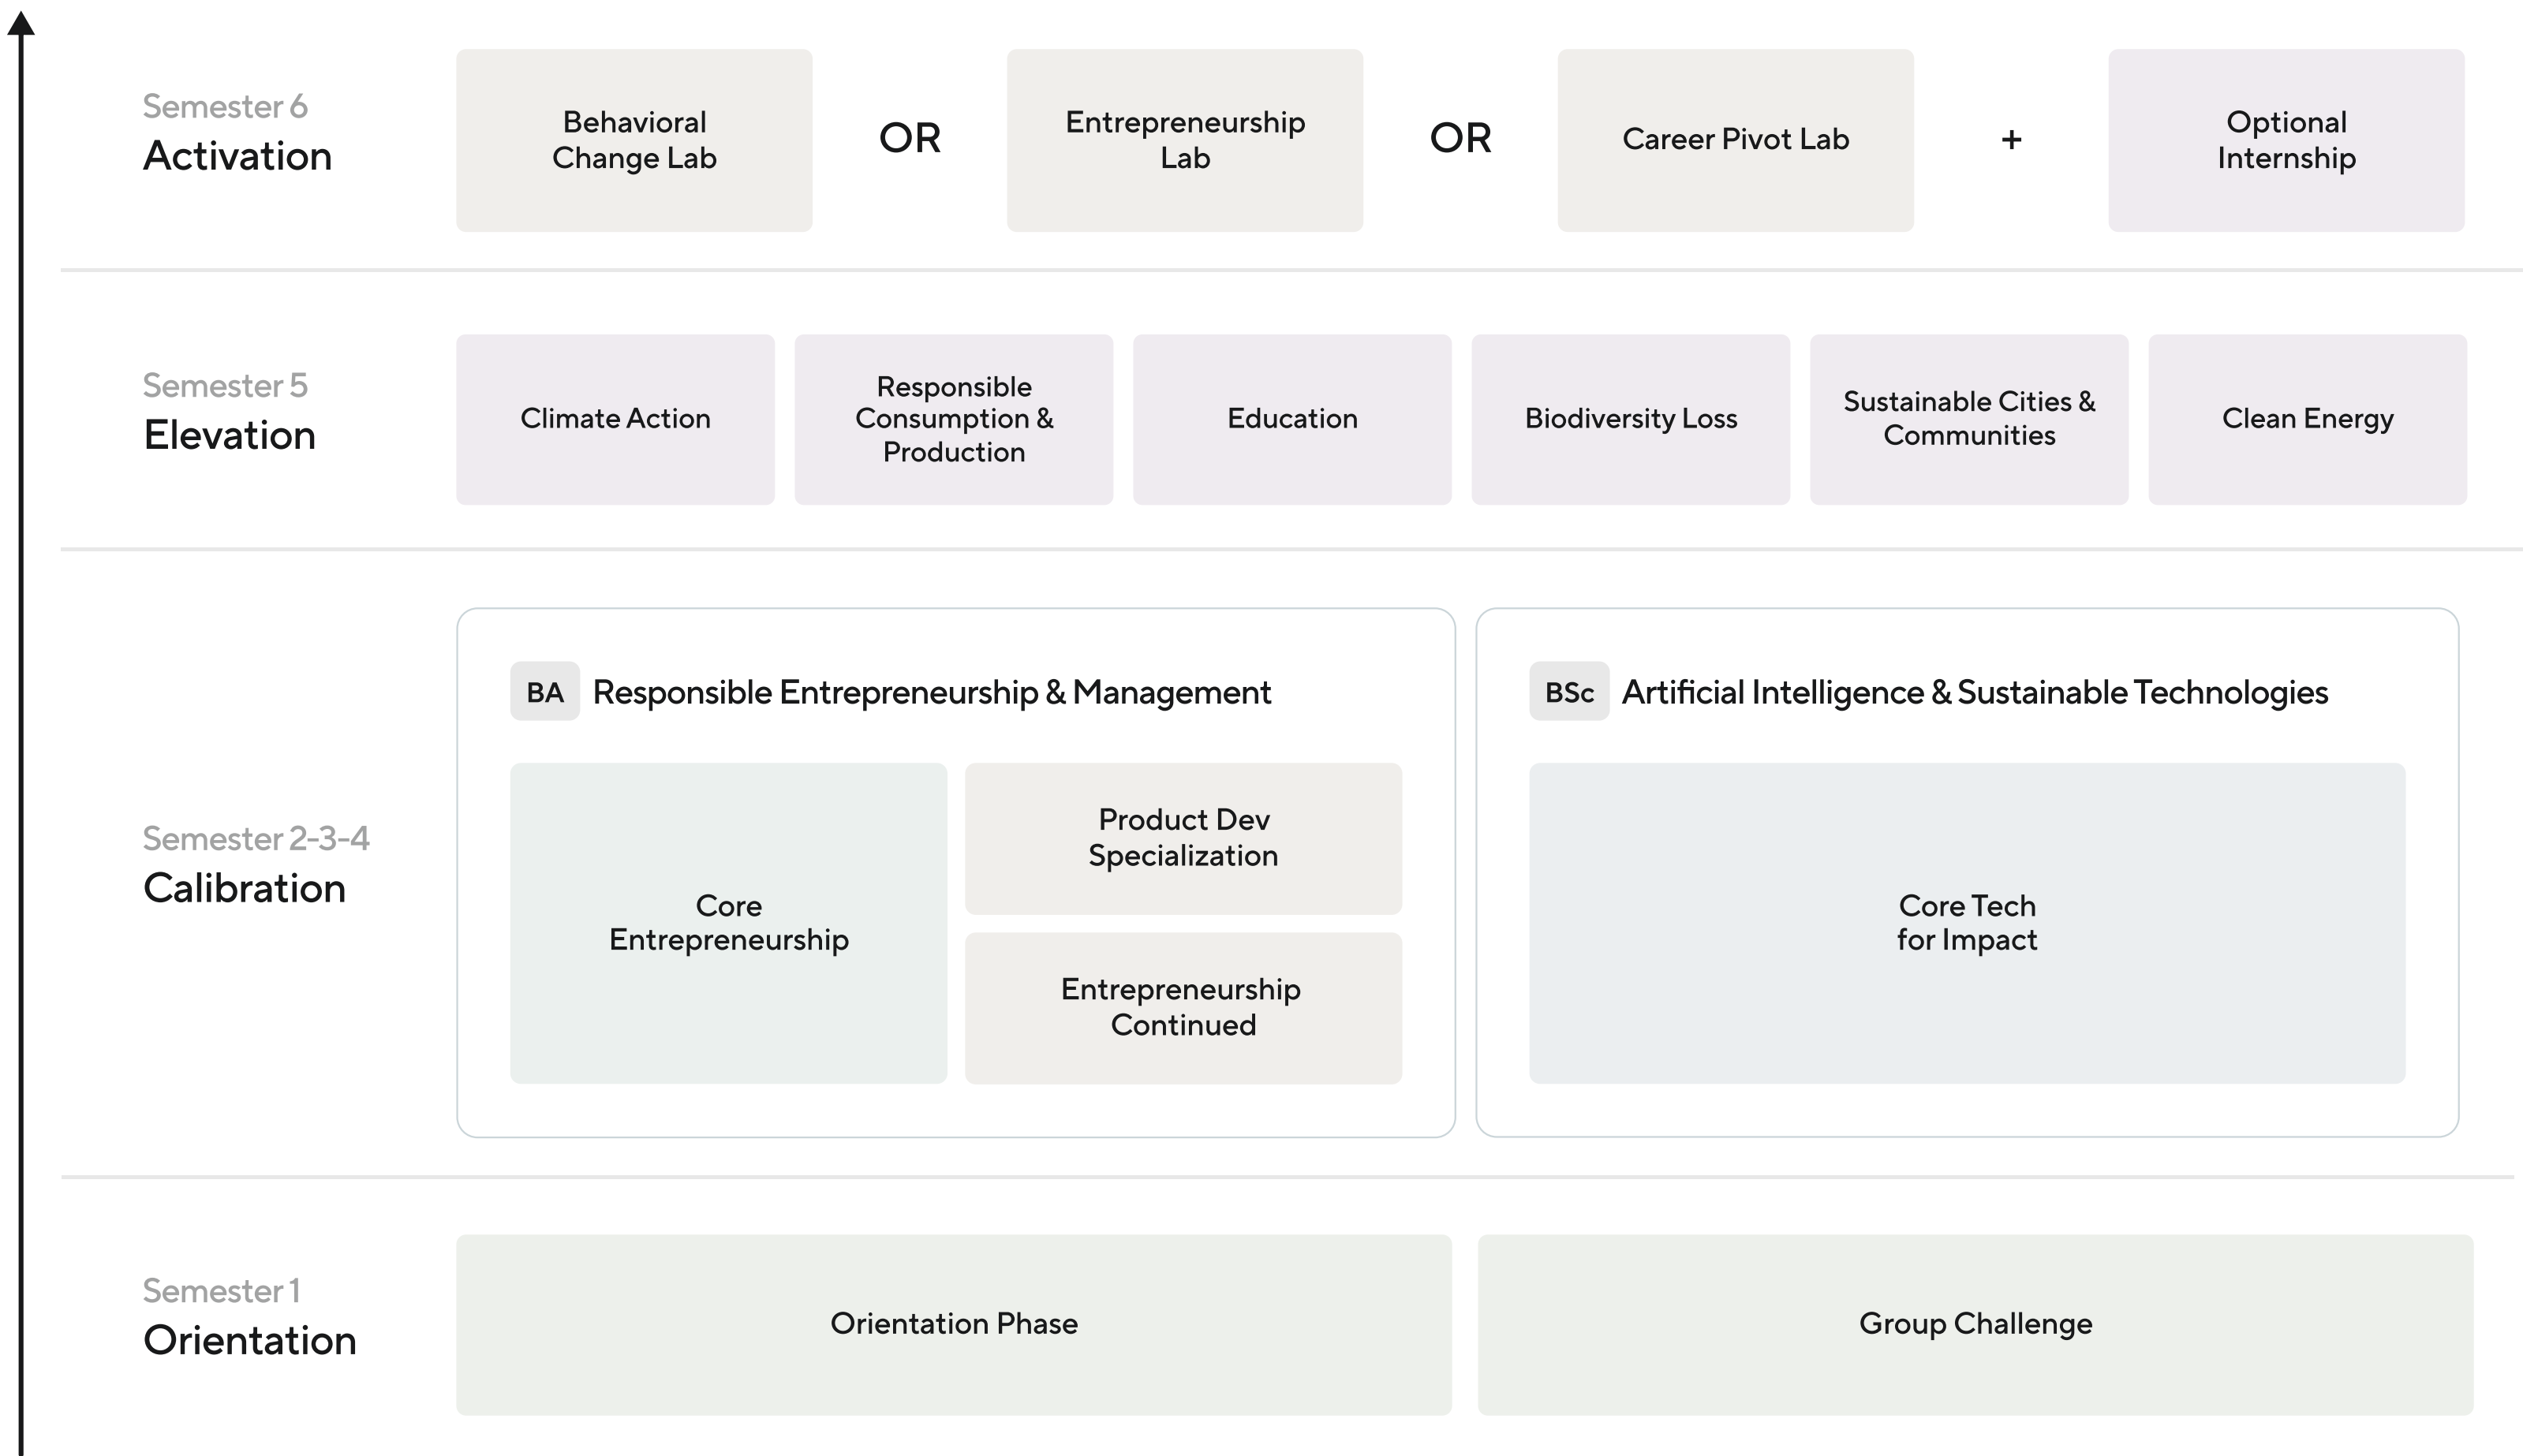 Semester 6
Activation
Behavioral
Change Lab
OR
Entrepreneurship
Lab
OR
Career Pivot Lab
+
Optional
Internship
Semester 5
Elevation
Climate Action
Responsible
Consumption &
Production
Education
Biodiversity Loss
Sustainable Cities &
Communities
Clean Energy
Semester 2-3-4
Calibration
BA Responsible Entrepreneurship & Management
Core
Entrepreneurship
Product Dev
Specialization
Entrepreneurship
Continued
BSc Artificial Intelligence & Sustainable Technologies
Core Tech
for Impact
Semester 1
Orientation
Orientation Phase
Group Challenge